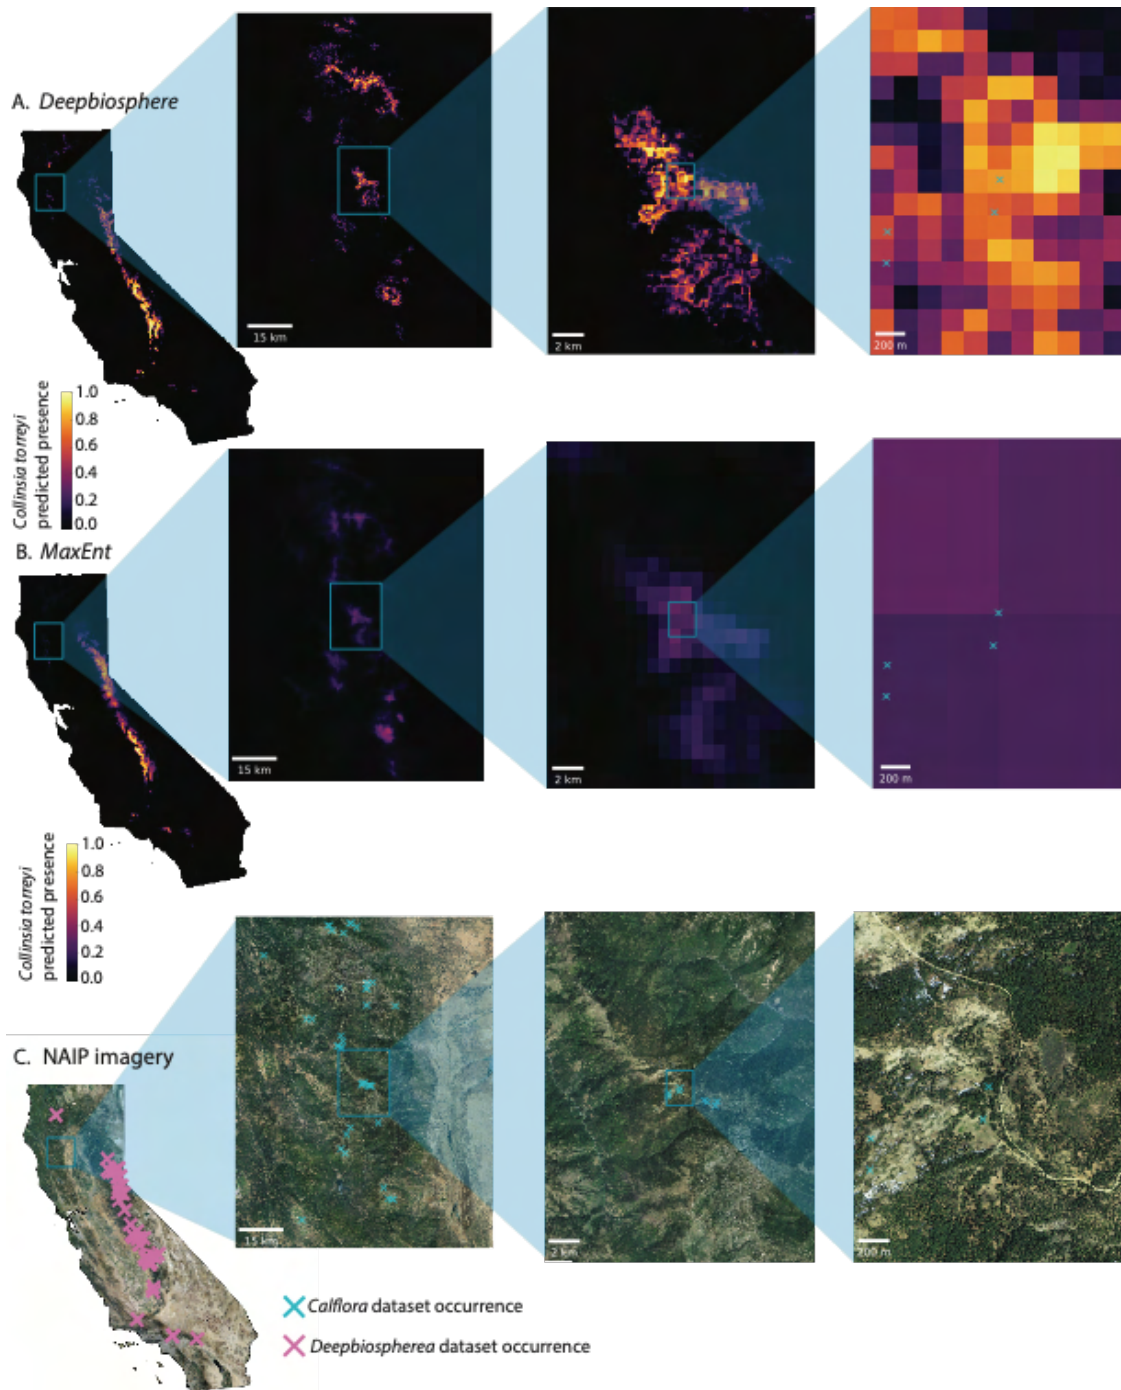 A. Deepbiosphere
15 km
2 km
200 m
Collinsia torreyi
predicted presence
1.0
0.8
0.6
0.4
0.2
0.0
B. MaxEnt
15 km
2 km
200 m
Collinsia torreyi
predicted presence
1.0
0.8
0.6
0.4
0.2
0.0
C. NAIP imagery
15 km
2 km
200 m
Calflora dataset occurrence
Deepbiospherea dataset occurrence